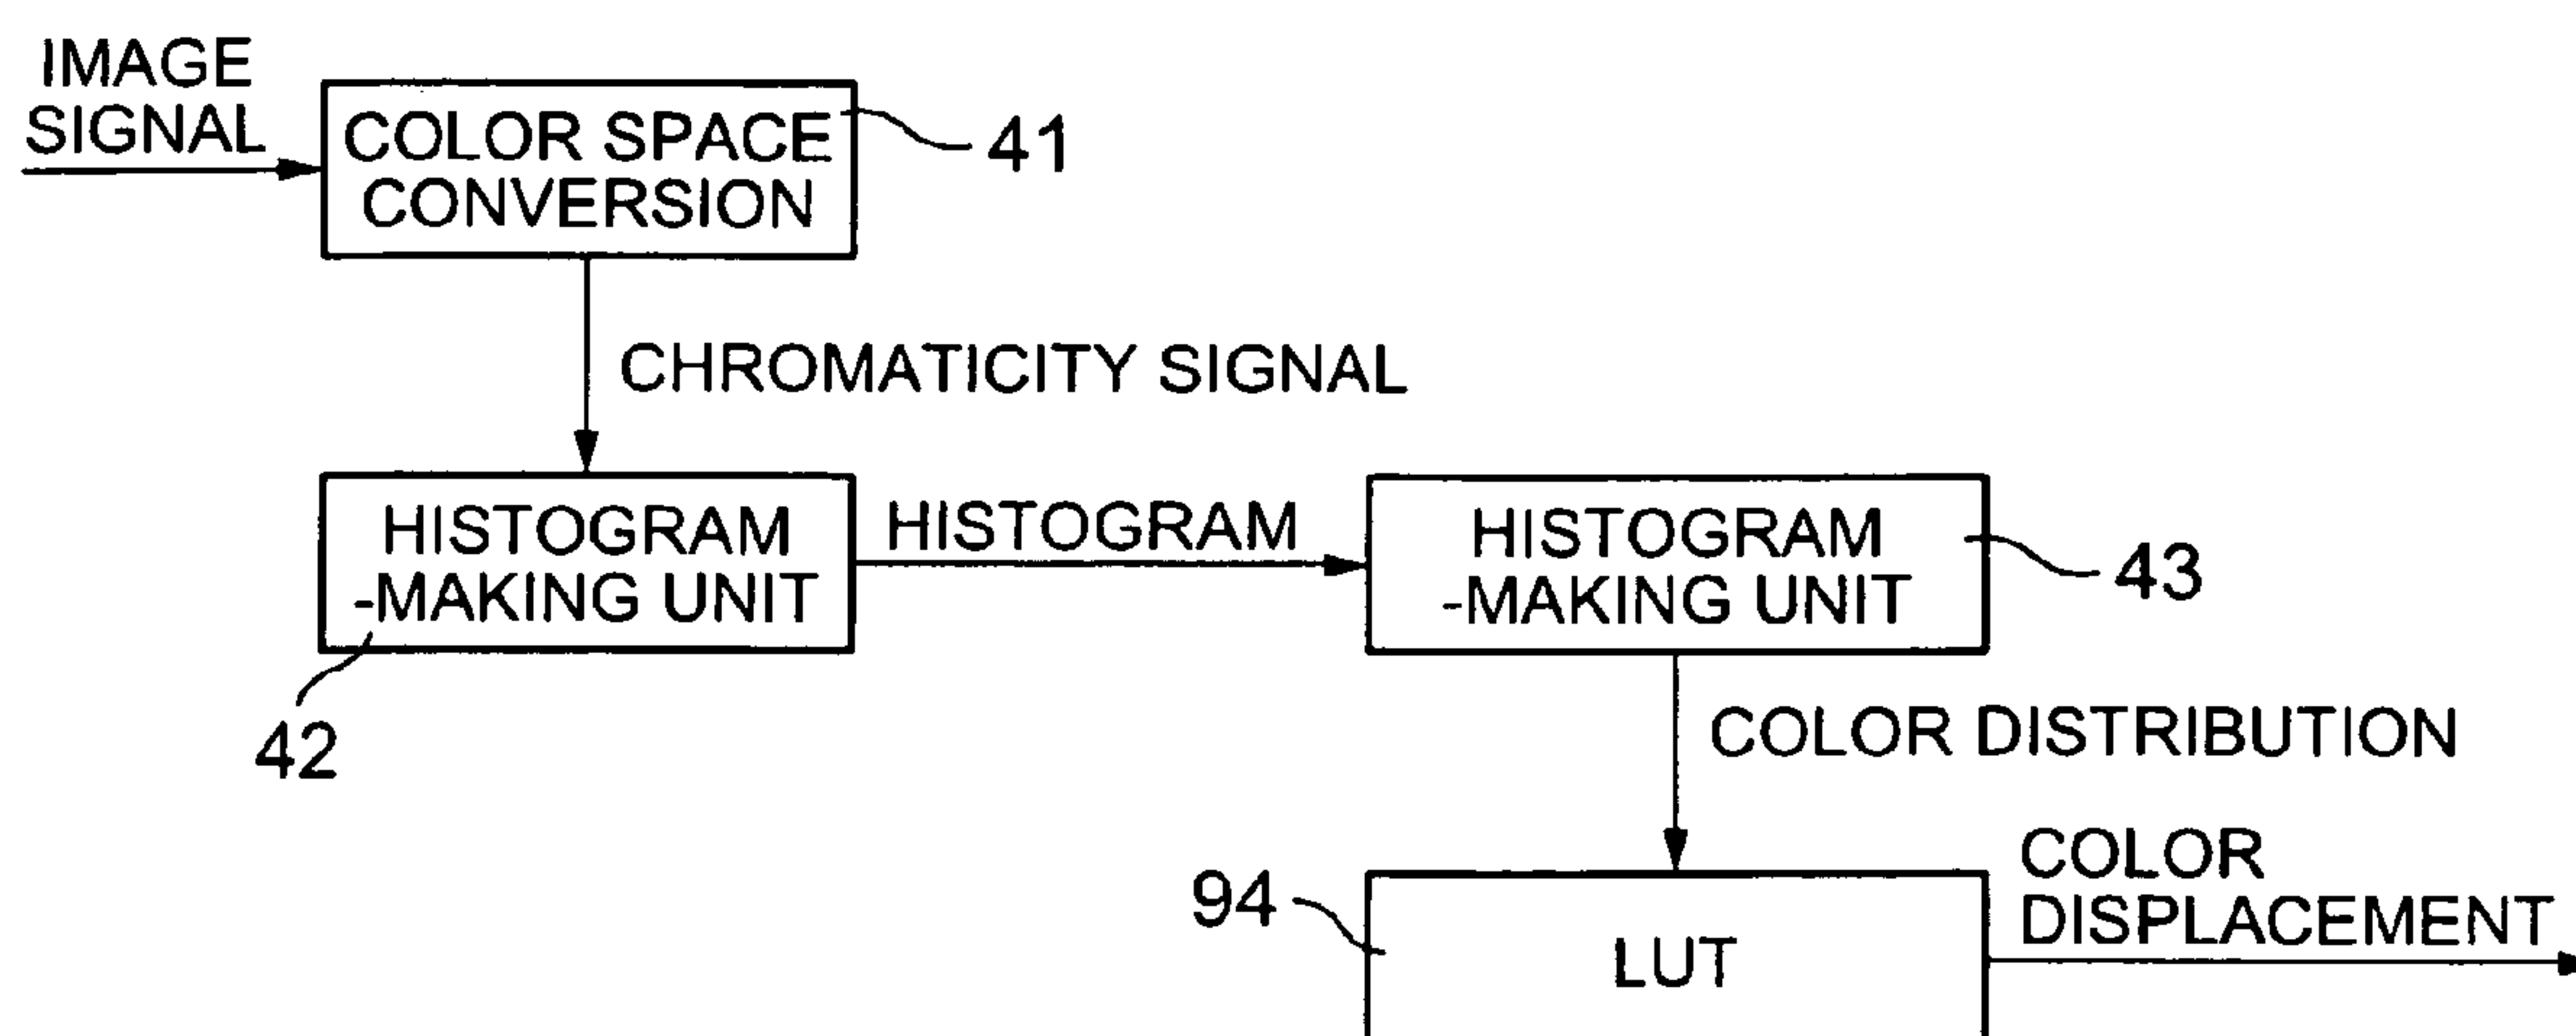 IMAGE
SIGNAL
COLOR SPACE
CONVERSION
41
CHROMATICITY SIGNAL
HISTOGRAM
-MAKING UNIT
42
HISTOGRAM
HISTOGRAM
-MAKING UNIT
43
COLOR DISTRIBUTION
94
LUT
COLOR
DISPLACEMENT